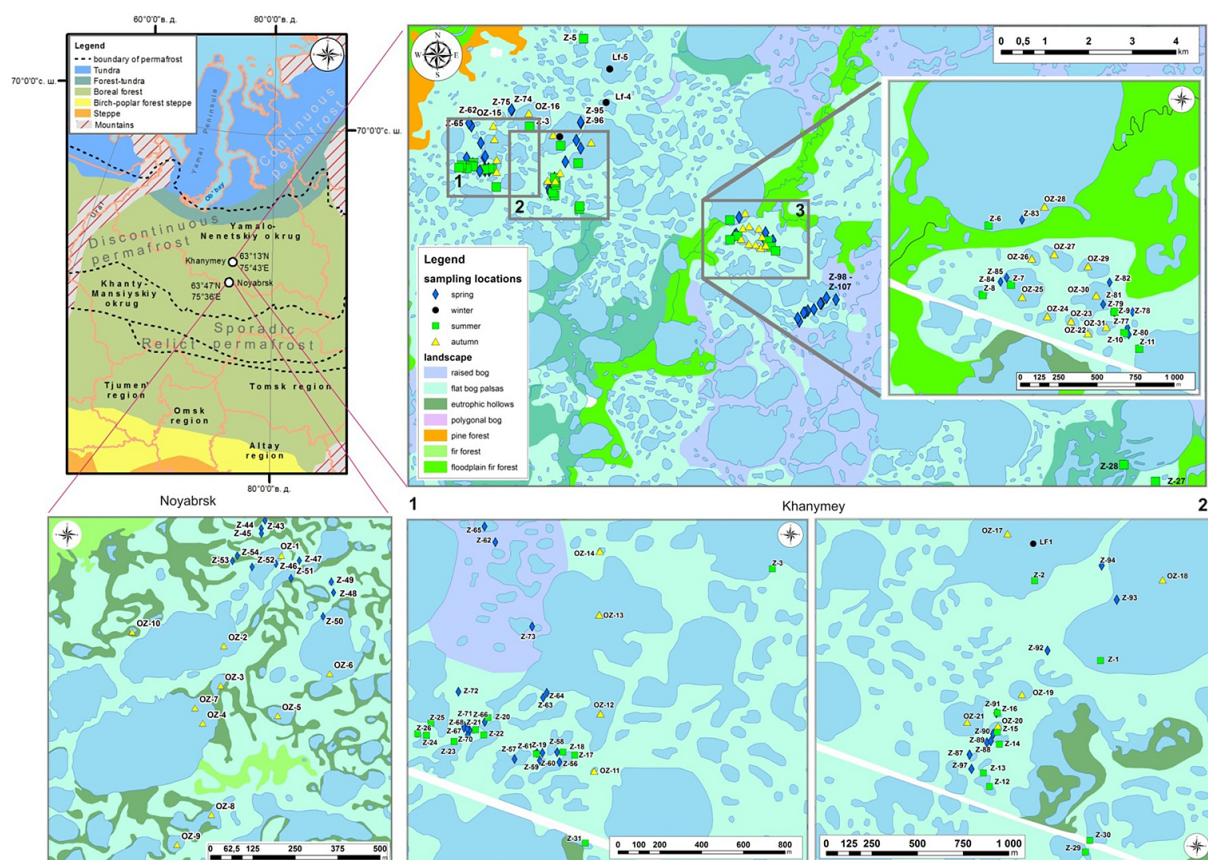 60°0'0"в. д.
80°0'0"в. д.
Legend
boundary of permafrost
Tundra
Forest-tundra
Boreal forest
Birch-poplar forest steppe
Steppe
Mountains
70°0'0"с. ш.
70°0'0"с. ш.
Yamal Peninsula
Continuous permafrost
Ob' bay
Ural
Discontinuous permafrost
Yamalo-
Nenetskiy okrug
Khanymey
63°13'N
75°43'E
63°47'N
75°36'E
Noyabrsk
Khanty-
Mansiyskiy
okrug
Sporadic
Relict permafrost
Tjumen'
region
Tomsk region
Omsk
region
Altay
region
80°0'0"в. д.
Z-5
Lf-5
Lf-4
Z-62
OZ-15
Z-75
Z-74
OZ-16
Z-3
Z-95
Z-96
Z-65
1
2
3
Z-98 -
Z-107
Z-28
Z-27
0 0,5 1 2 3 4
km
Legend
sampling locations
spring
winter
summer
autumn
landscape
raised bog
flat bog palsas
eutrophic hollows
polygonal bog
pine forest
fir forest
floodplain fir forest
OZ-28
Z-83
Z-6
OZ-27
OZ-26
OZ-29
Z-85
Z-84
Z-7
Z-8
Z-82
OZ-25
OZ-30
Z-81
Z-79
Z-9
Z-78
OZ-24
OZ-23
OZ-31
Z-77
OZ-22
Z-10
Z-80
Z-11
0 125 250 500 750 1 000
m
Noyabrsk
1
Khanymey
2
Z-44
Z-43
Z-45
Z-54
OZ-1
Z-53
Z-52
Z-46
Z-47
Z-51
Z-49
Z-48
Z-50
OZ-10
OZ-2
OZ-6
OZ-3
OZ-7
OZ-4
OZ-5
OZ-8
OZ-9
0 62,5 125 250 375 500
m
Z-65
Z-62
OZ-14
Z-3
OZ-13
Z-73
Z-72
Z-64
Z-63
OZ-12
Z-25
Z-71
Z-66
Z-20
Z-68
Z-21
Z-26
Z-67
Z-22
Z-24
Z-70
Z-23
Z-58
Z-61
Z-19
Z-18
Z-57
Z-17
Z-59
Z-60
Z-56
OZ-11
Z-31
0 100 200 400 600 800
m
OZ-17
LF1
Z-94
Z-2
OZ-18
Z-93
Z-92
Z-1
OZ-19
Z-91
Z-16
OZ-21
OZ-20
Z-90
Z-15
Z-89
Z-14
Z-88
Z-87
Z-97
Z-13
Z-12
Z-30
Z-29
0 125 250 500 750 1 000
m